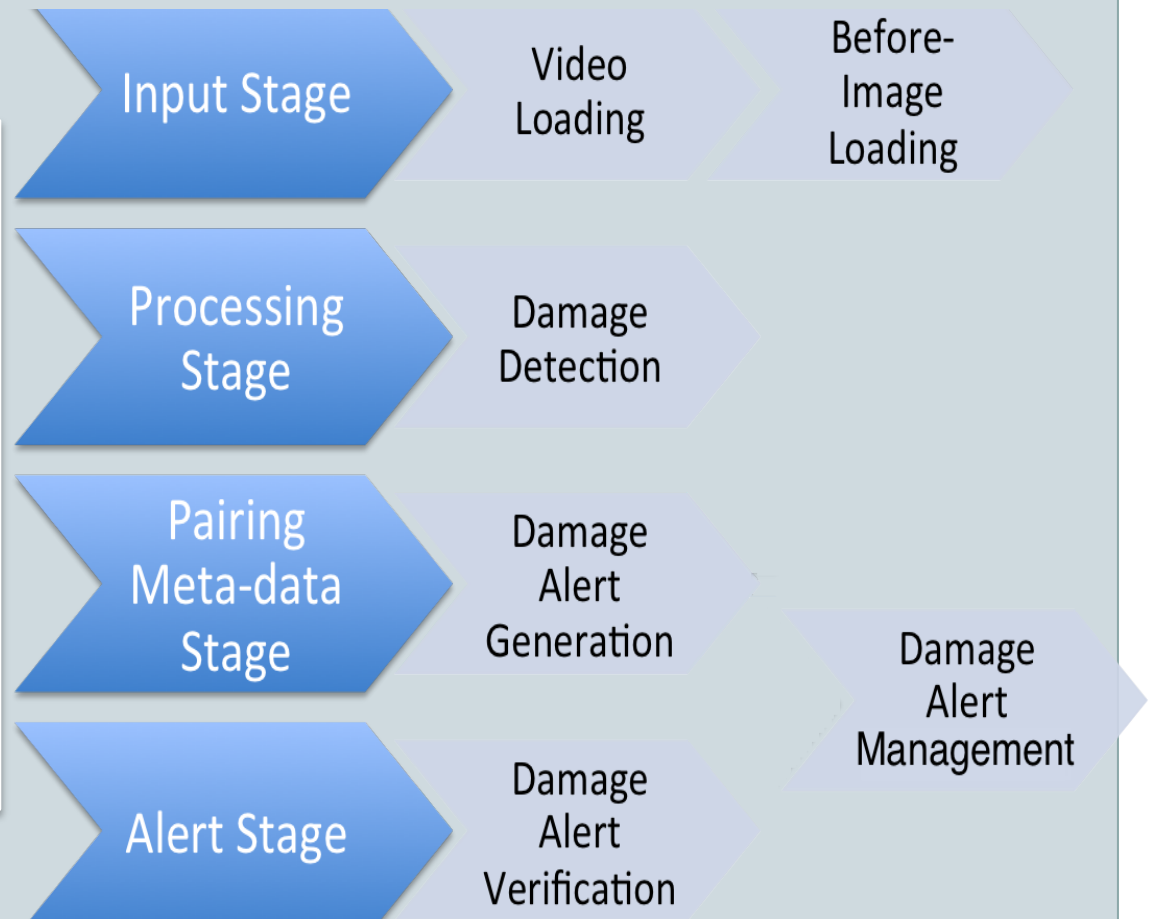 Input Stage
Video
Loading
Before-
Image
Loading
Processing
Stage
Damage
Detection
Pairing
Meta-data
Stage
Damage
Alert
Generation
Damage
Alert
Management
Alert Stage
Damage
Alert
Verification